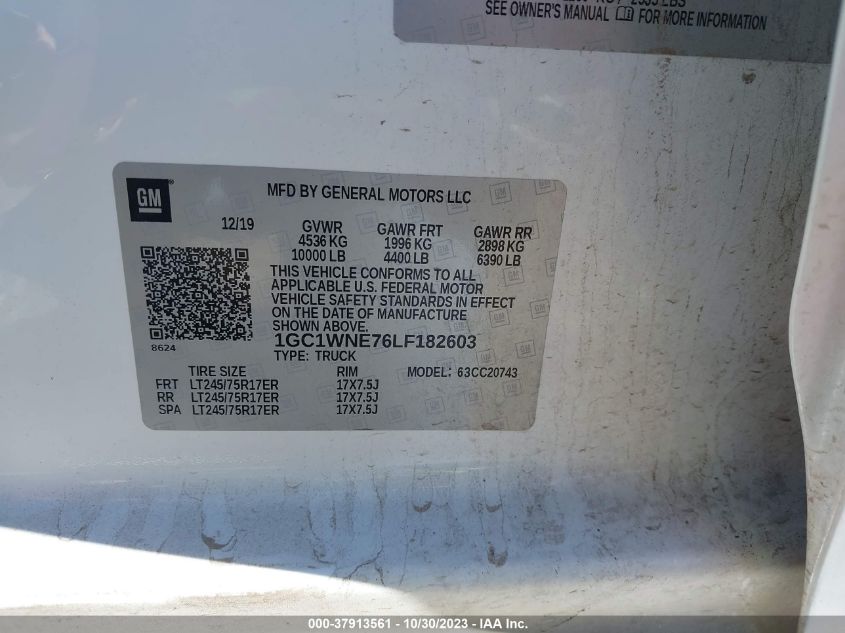 SEE OWNER'S MANUAL FOR MORE INFORMATION
GM
MFD BY GENERAL MOTORS LLC
12/19 GVWR GAWR FRT GAWR RR
4536 KG 1996 KG 2898 KG
10000 LB 4400 LB 6390 LB
THIS VEHICLE CONFORMS TO ALL
APPLICABLE U.S. FEDERAL MOTOR
VEHICLE SAFETY STANDARDS IN EFFECT
ON THE DATE OF MANUFACTURE
SHOWN ABOVE.
8624 1GC1WNE76LF182603
TYPE: TRUCK
TIRE SIZE RIM MODEL: 63CC20743
FRT LT245/75R17ER 17X7.5J
RR LT245/75R17ER 17X7.5J
SPA LT245/75R17ER 17X7.5J
000-37913561 - 10/30/2023 - IAA Inc.